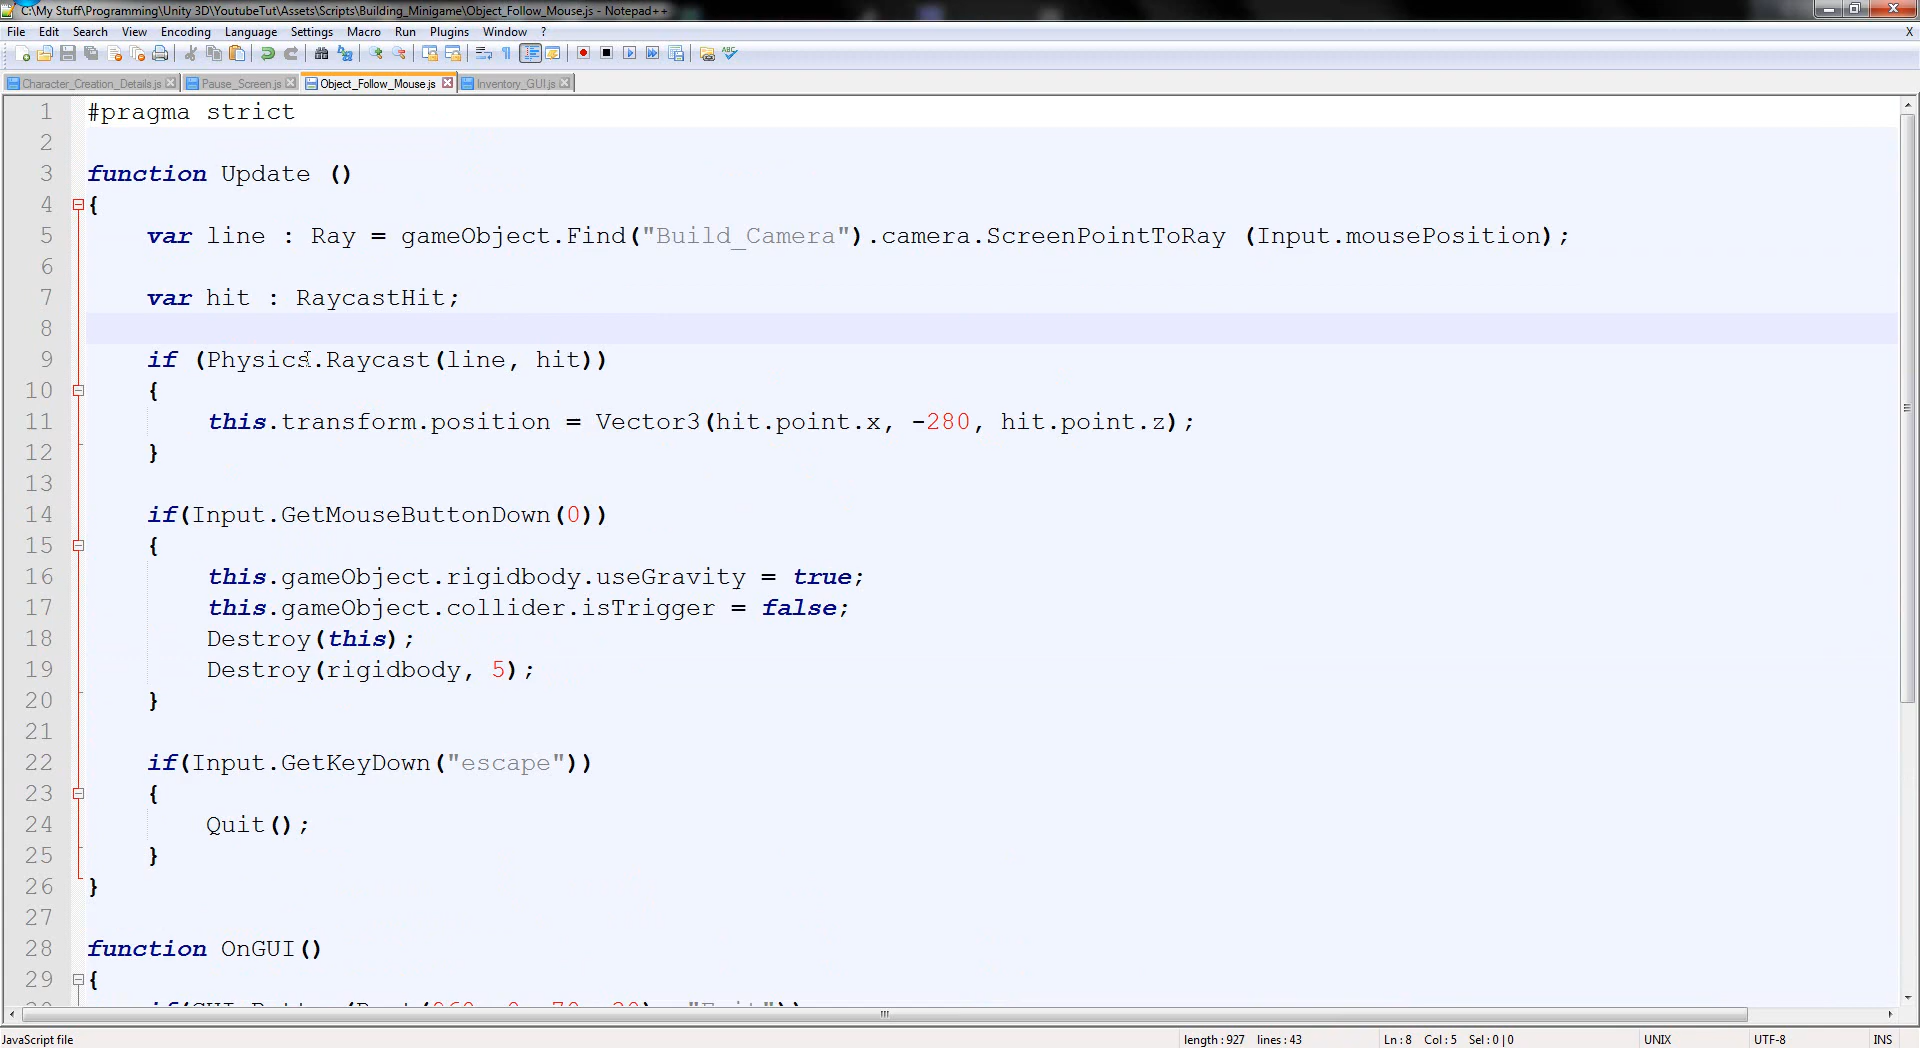 C:\My Stuff\Programming\Unity 3D\YoutubeTut\Assets\Scripts\Building_Minigame\Object_Follow_Mouse.js - Notepad++
File Edit Search View Encoding Language Settings Macro Run Plugins Window ? X
Character_Creation_Details.js Pause_Screen.js Object_Follow_Mouse.js Inventory_GUI.js
1 #pragma strict
2
3 function Update ()
4 {
5 var line : Ray = gameObject.Find("Build_Camera").camera.ScreenPointToRay (Input.mousePosition);
6
7 var hit : RaycastHit;
8
9 if (Physics.Raycast(line, hit))
10 {
11 this.transform.position = Vector3(hit.point.x, -280, hit.point.z);
12 }
13
14 if(Input.GetMouseButtonDown(0))
15 {
16 this.gameObject.rigidbody.useGravity = true;
17 this.gameObject.collider.isTrigger = false;
18 Destroy(this);
19 Destroy(rigidbody, 5);
20 }
21
22 if(Input.GetKeyDown("escape"))
23 {
24 Quit();
25 }
26 }
27
28 function OnGUI()
29 {
JavaScript file length : 927 lines : 43 Ln : 8 Col : 5 Sel : 0 | 0 UNIX UTF-8 INS